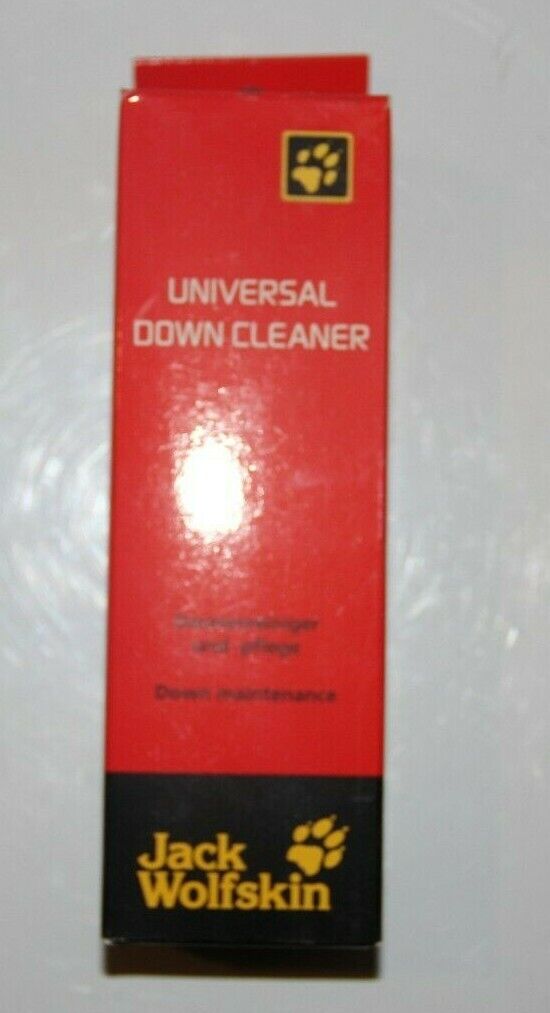 UNIVERSAL
DOWN CLEANER
Daunenreiniger
und -pflege
Down maintenance
Jack
Wolfskin